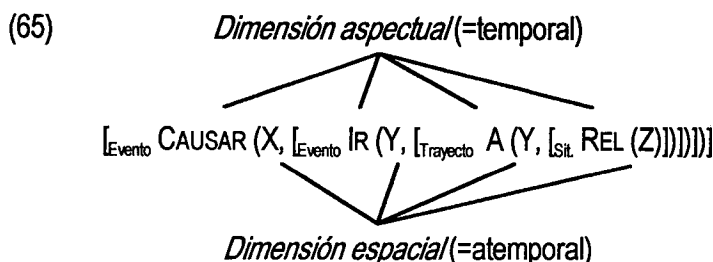 (65) Dimensión aspectual (=temporal)
[Evento CAUSAR (X, [Evento IR (Y, [Trayecto A (Y, [Sit. REL (Z)])])])]
Dimensión espacial (=atemporal)